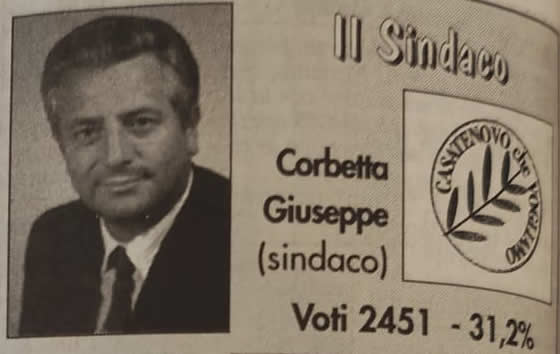 Il Sindaco
CASATENOVO che VOGLIAMO
Corbetta
Giuseppe
(sindaco)
Voti 2451 - 31,2%